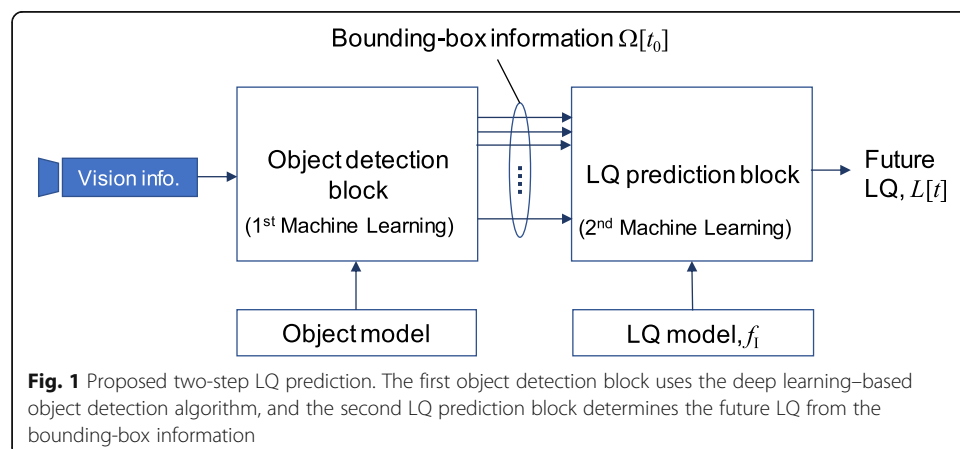 Bounding-box information Ω[t₀]
Vision info.
Object detection
block
(1st Machine Learning)
LQ prediction block
(2nd Machine Learning)
Future
LQ, L[t]
Object model
LQ model, f_I
Fig. 1 Proposed two-step LQ prediction. The first object detection block uses the deep learning–based
object detection algorithm, and the second LQ prediction block determines the future LQ from the
bounding-box information